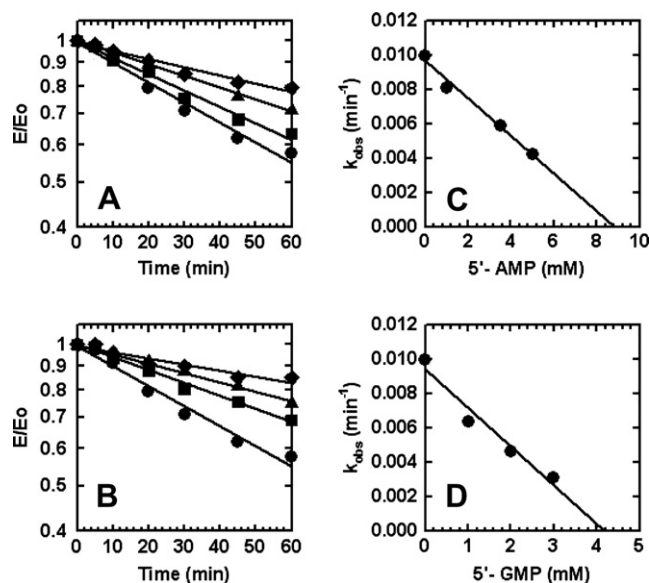 1
0.9
0.8
0.7
0.6
0.5
0.4
E/Eo
A
0 10 20 30 40 50 60
Time (min)
0.012
0.010
0.008
0.006
0.004
0.002
0.000
kobs (min-1)
C
0 2 4 6 8 10
5'- AMP (mM)
1
0.9
0.8
0.7
0.6
0.5
0.4
E/Eo
B
0 10 20 30 40 50 60
Time (min)
0.012
0.010
0.008
0.006
0.004
0.002
0.000
kobs (min-1)
D
0 1 2 3 4 5
5'- GMP (mM)